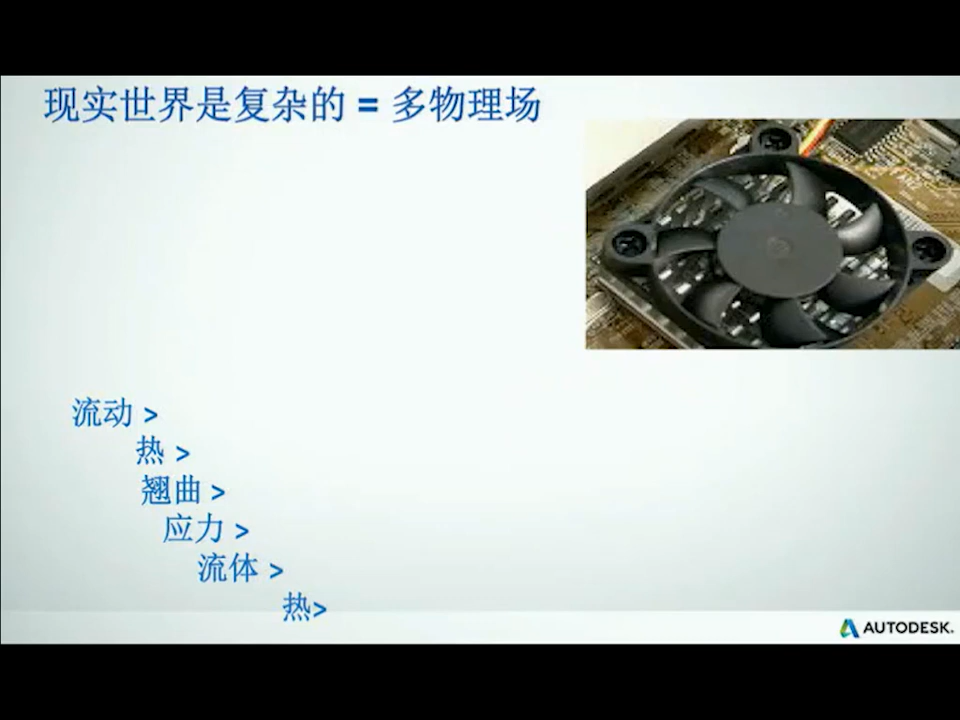 现实世界是复杂的 = 多物理场
流动 >
热 >
翘曲 >
应力 >
流体 >
热>
AUTODESK.